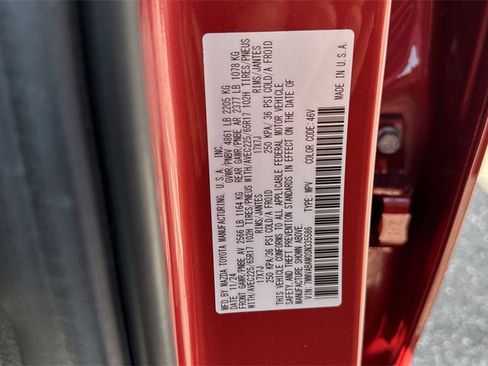 MFD BY MAZDA TOYOTA MANUFACTURING, U.S.A., INC.
DATE: 11/24 GVWR/PNBV 4861 LB 2205 KG
FRONT GAWR/PNBE AV 2566 LB 1164 KG REAR GAWR/PNBE AR 2377 LB 1078 KG
WITH/AVEC225/65R17 102H TIRES/PNEUS WITH/AVEC225/65R17 102H TIRES/PNEUS
17X7J RIMS/JANTES 17X7J RIMS/JANTES
250 KPA/36 PSI COLD/A FROID 250 KPA/ 36 PSI COLD/A FROID
THIS VEHICLE CONFORMS TO ALL APPLICABLE FEDERAL MOTOR VEHICLE
SAFETY, AND THEFT PREVENTION STANDARDS IN EFFECT ON THE DATE OF
MANUFACTURE SHOWN ABOVE.
VIN: TYPE: MPV COLOR CODE:46V
MADE IN U.S.A.